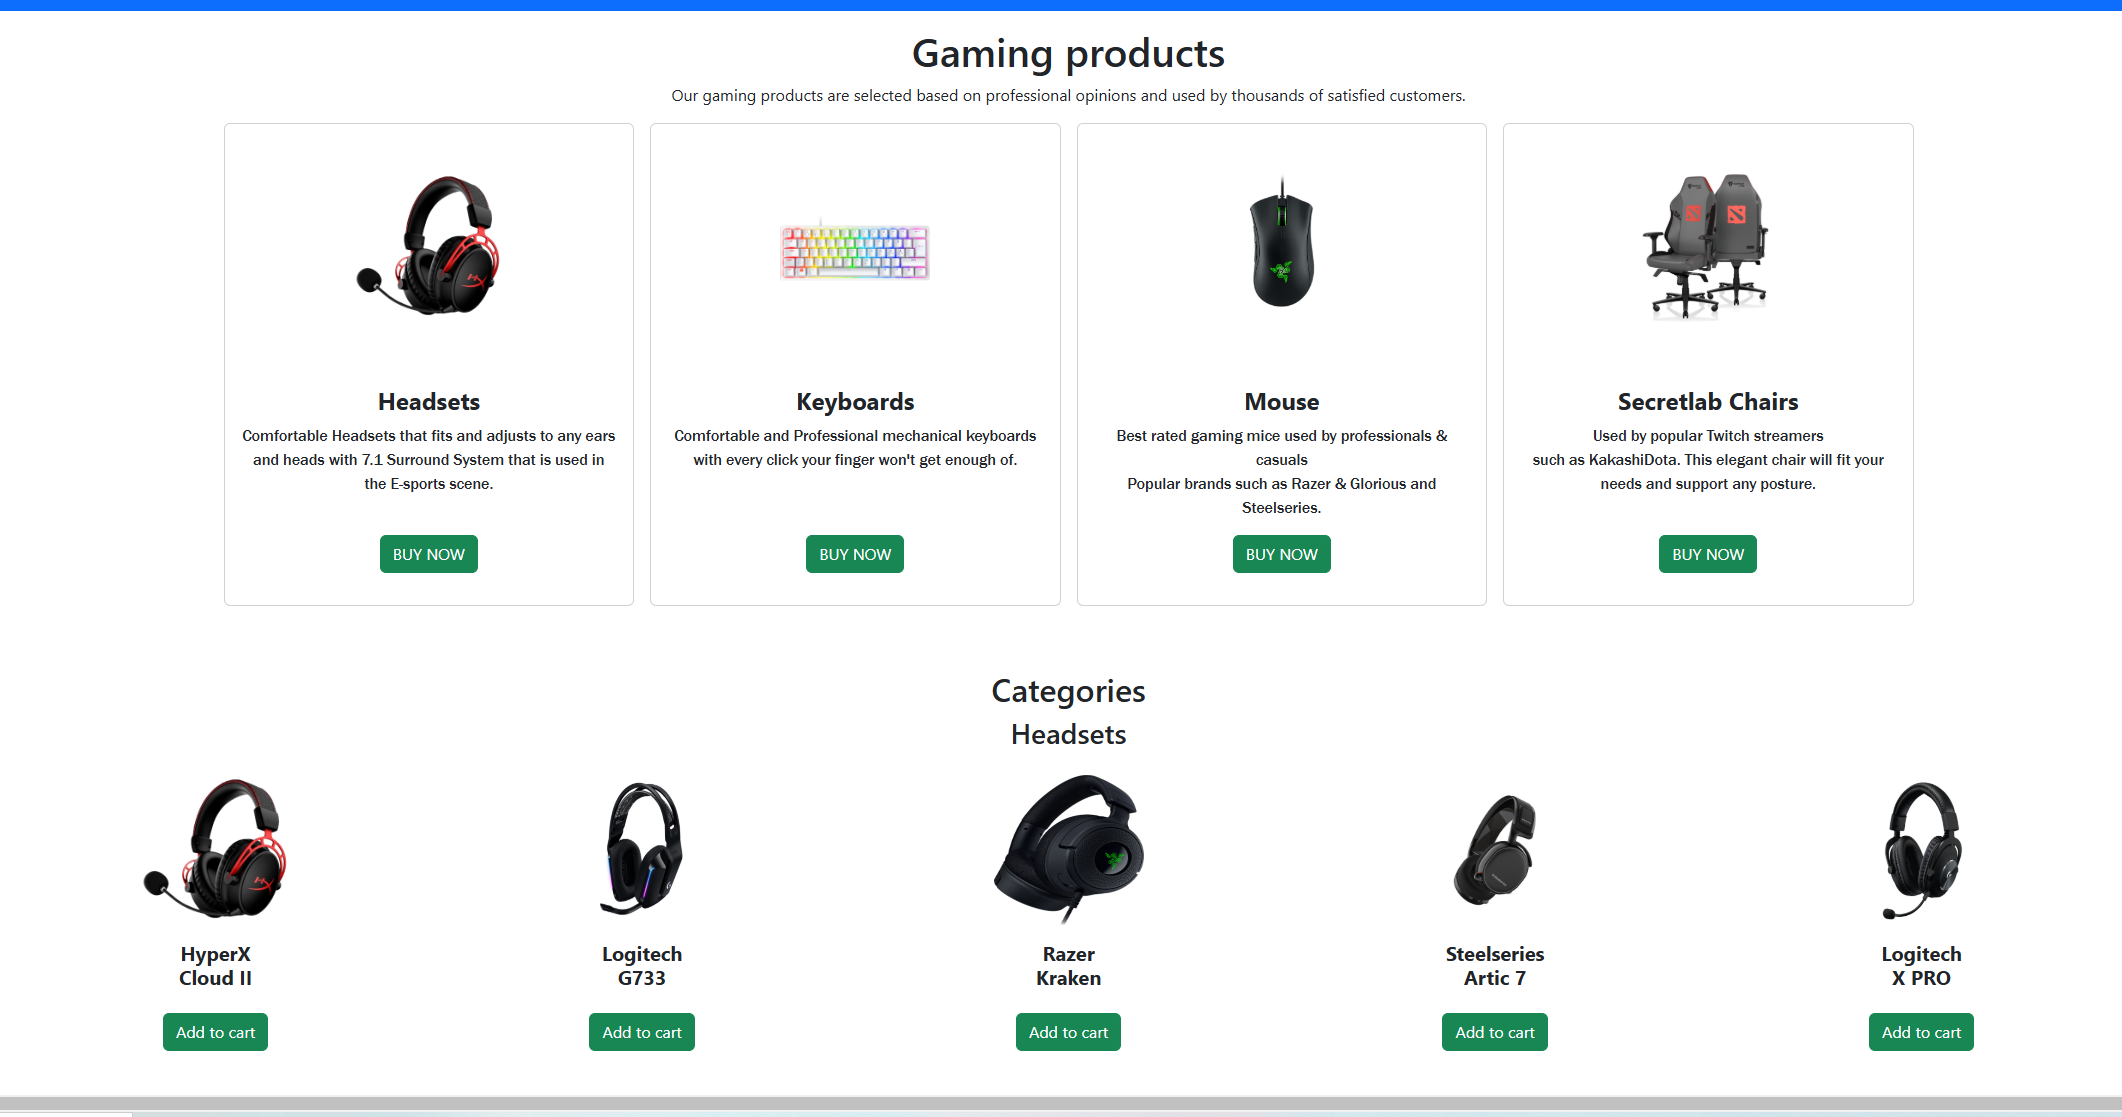 Gaming products
Our gaming products are selected based on professional opinions and used by thousands of satisfied customers.
Headsets
Comfortable Headsets that fits and adjusts to any ears
and heads with 7.1 Surround System that is used in
the E-sports scene.
BUY NOW
Keyboards
Comfortable and Professional mechanical keyboards
with every click your finger won't get enough of.
BUY NOW
Mouse
Best rated gaming mice used by professionals &
casuals
Popular brands such as Razer & Glorious and
Steelseries.
BUY NOW
Secretlab Chairs
Used by popular Twitch streamers
such as KakashiDota. This elegant chair will fit your
needs and support any posture.
BUY NOW
Categories
Headsets
HyperX
Cloud II
Add to cart
Logitech
G733
Add to cart
Razer
Kraken
Add to cart
Steelseries
Artic 7
Add to cart
Logitech
X PRO
Add to cart